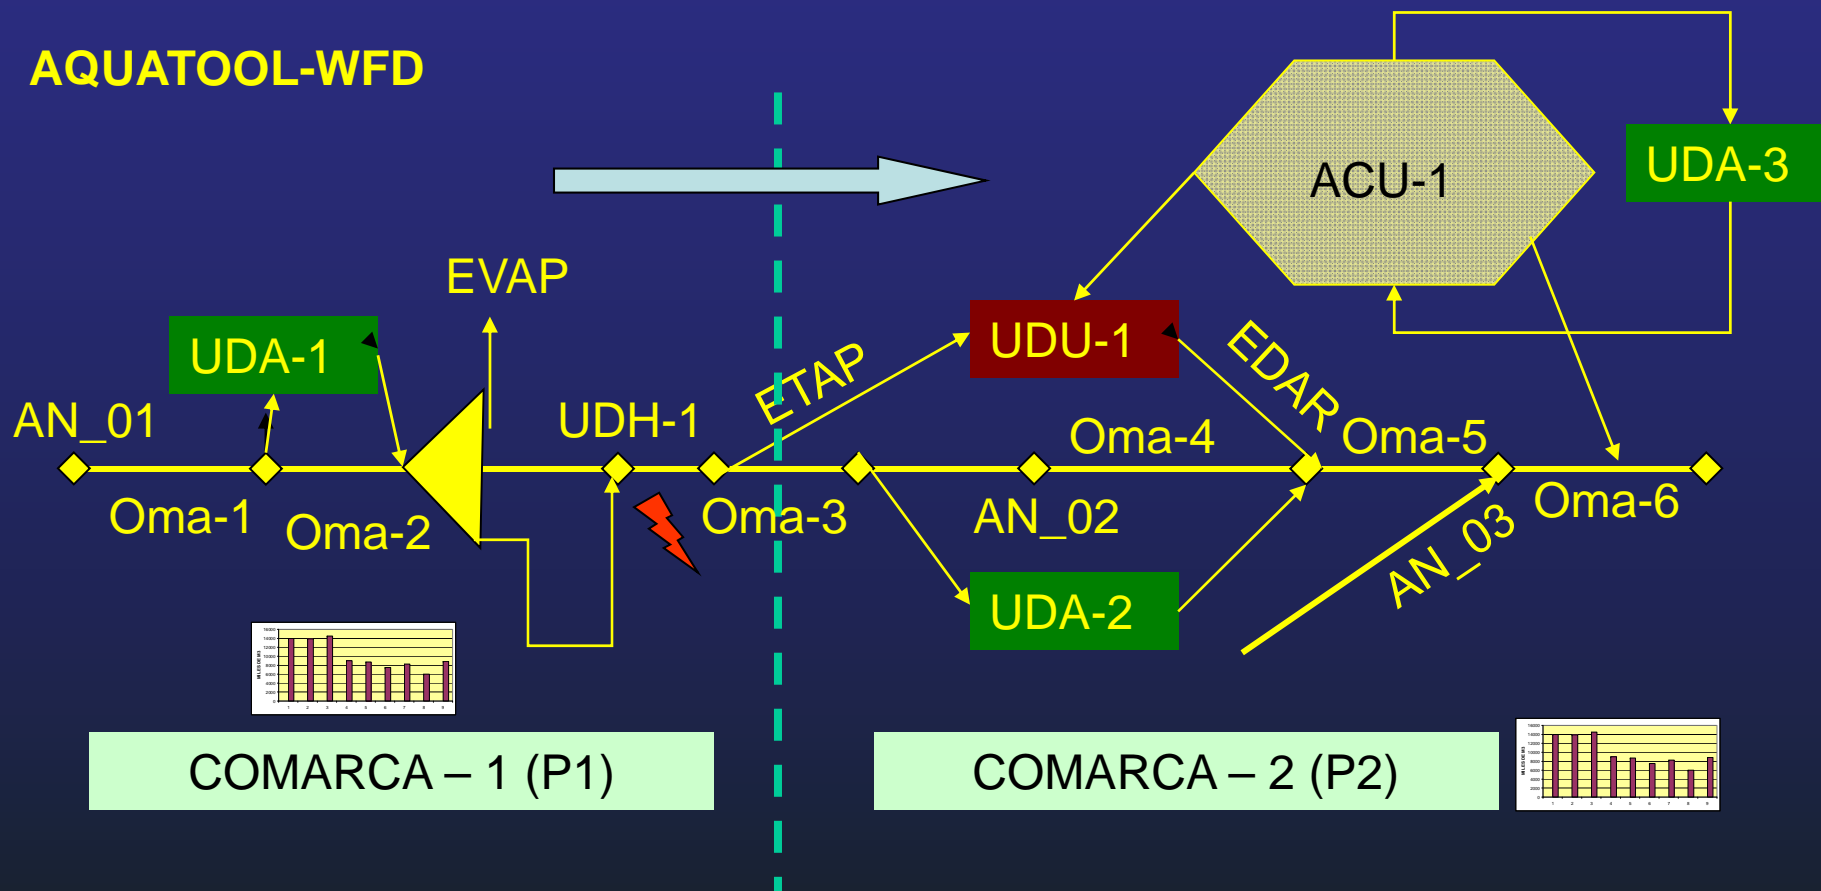 AQUATOOL-WFD
ACU-1
UDA-3
EVAP
UDA-1
UDU-1
ETAP
EDAR
AN_01
UDH-1
Oma-4
Oma-5
Oma-1
Oma-2
Oma-3
AN_02
AN_03
Oma-6
UDA-2
COMARCA – 1 (P1)
COMARCA – 2 (P2)